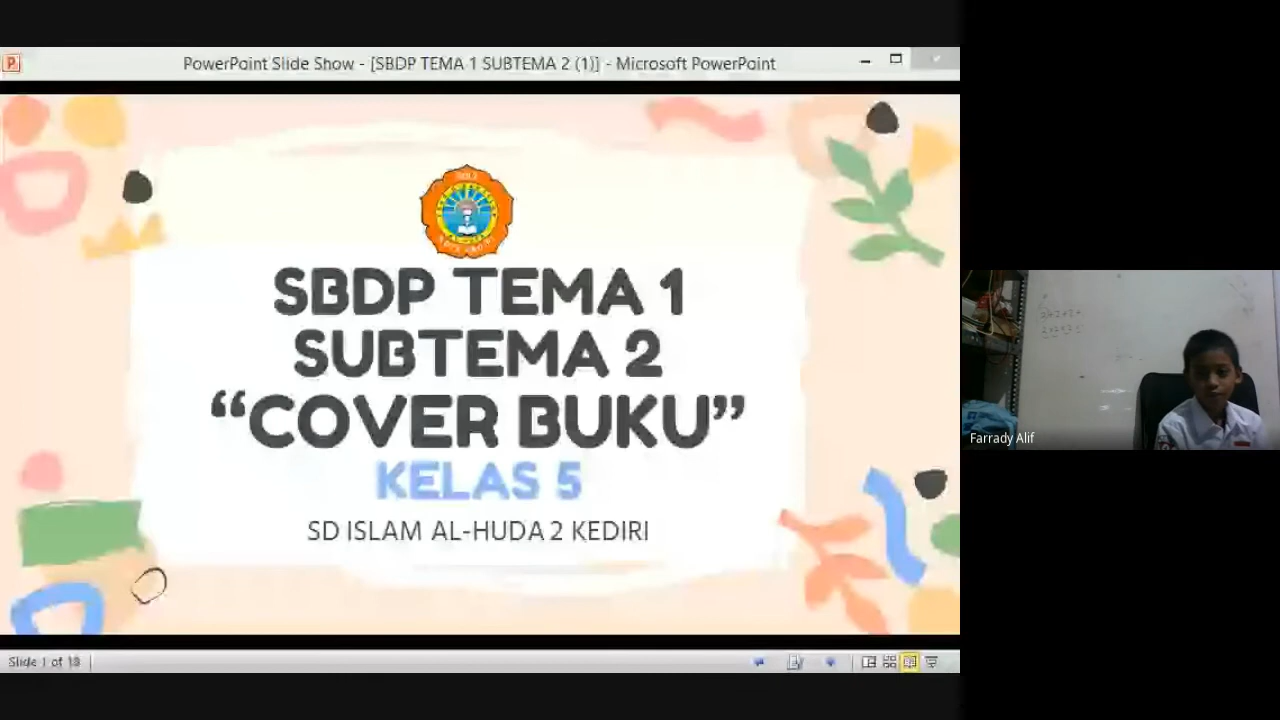 PowerPoint Slide Show - [SBDP TEMA 1 SUBTEMA 2 (1)] - Microsoft PowerPoint
SBDP TEMA 1
SUBTEMA 2
“COVER BUKU”
KELAS 5
SD ISLAM AL-HUDA 2 KEDIRI
Farrady Alif
Slide 1 of 18